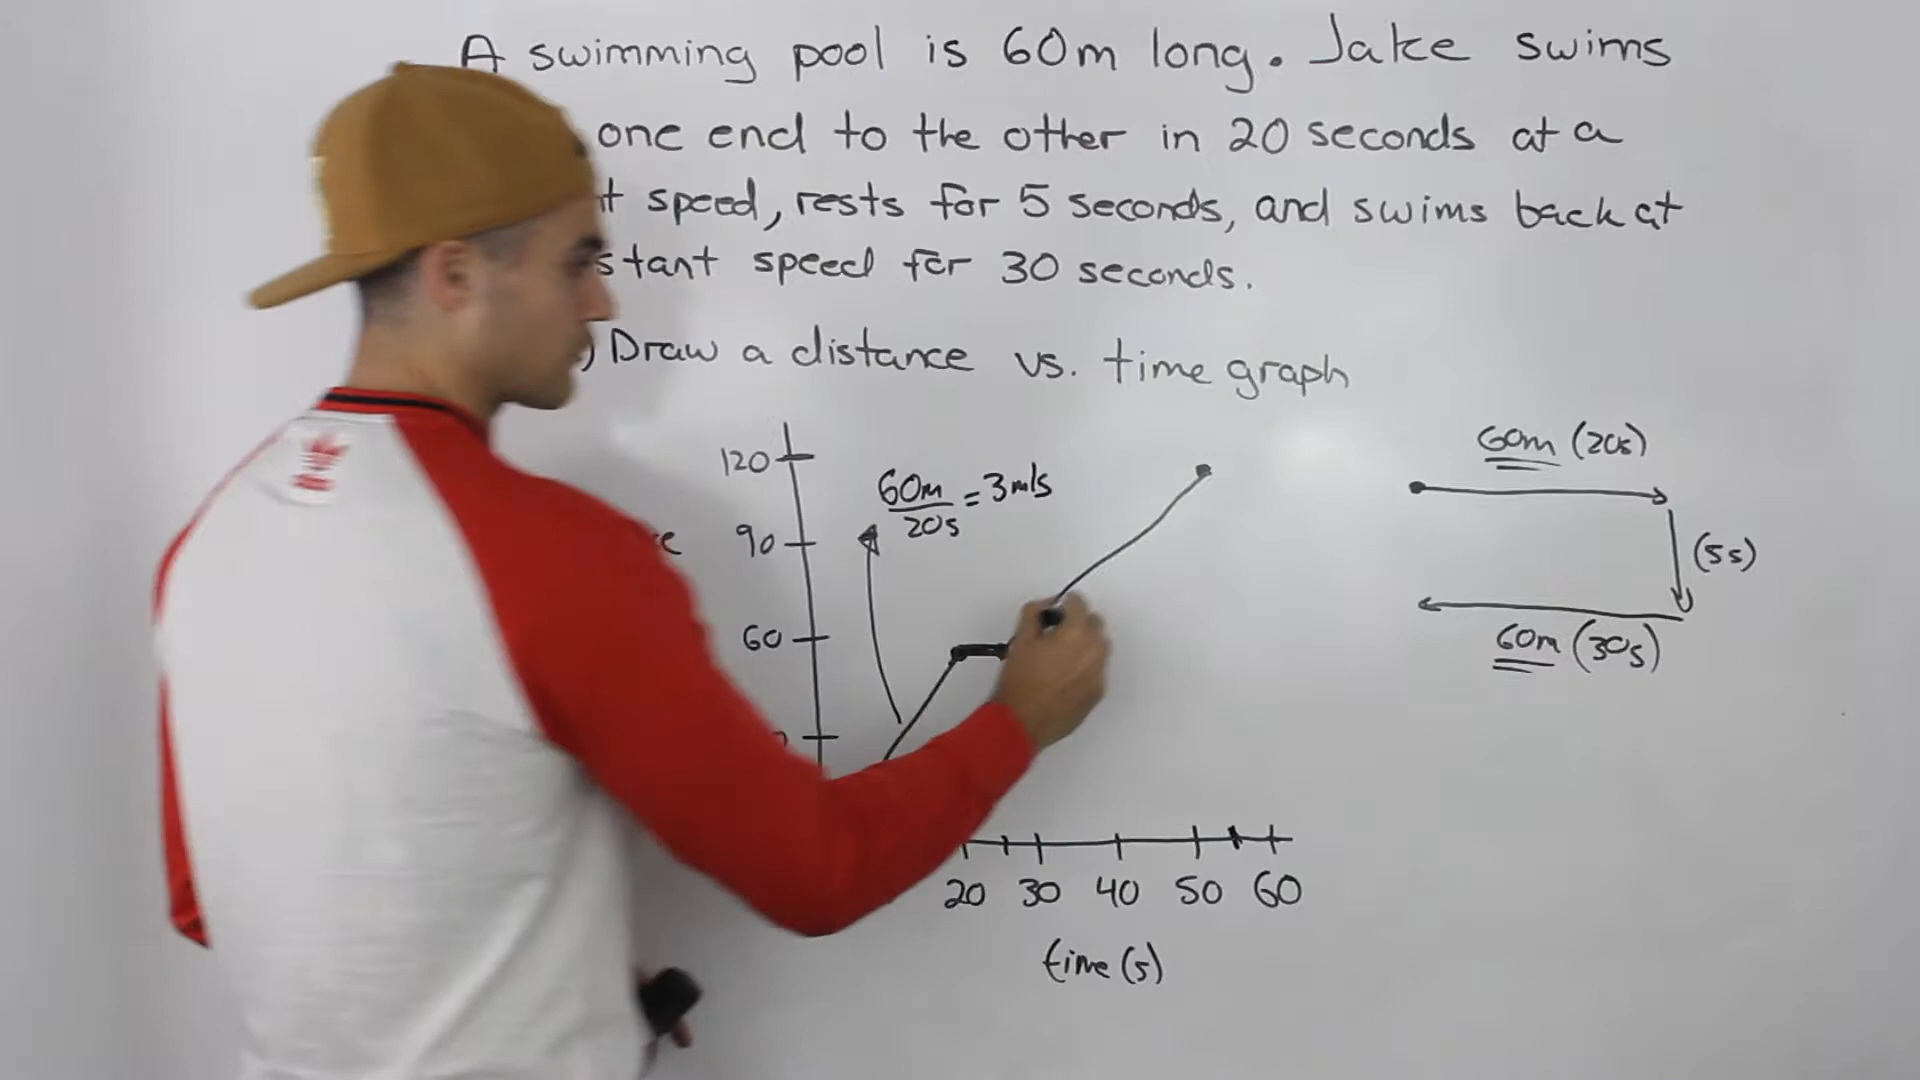 A swimming pool is 60m long. Jake swims
one end to the other in 20 seconds at a
speed, rests for 5 seconds, and swims back at
stant speed for 30 seconds.
) Draw a distance vs. time graph
120
90
60
60m
20s
= 3m/s
60m (20s)
(5s)
60m (30s)
20 30 40 50 60
time (s)